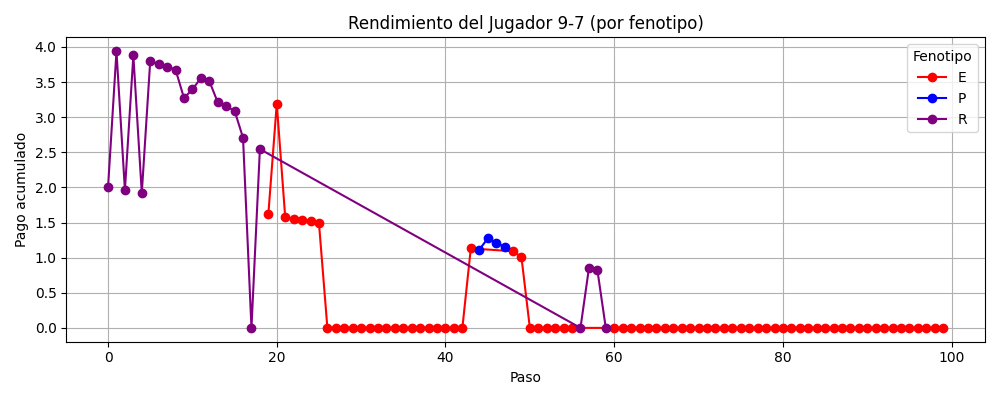 Rendimiento del Jugador 9-7 (por fenotipo)
Pago acumulado
4.0
3.5
3.0
2.5
2.0
1.5
1.0
0.5
0.0
Fenotipo
E
P
R
0 20 40 60 80 100
Paso